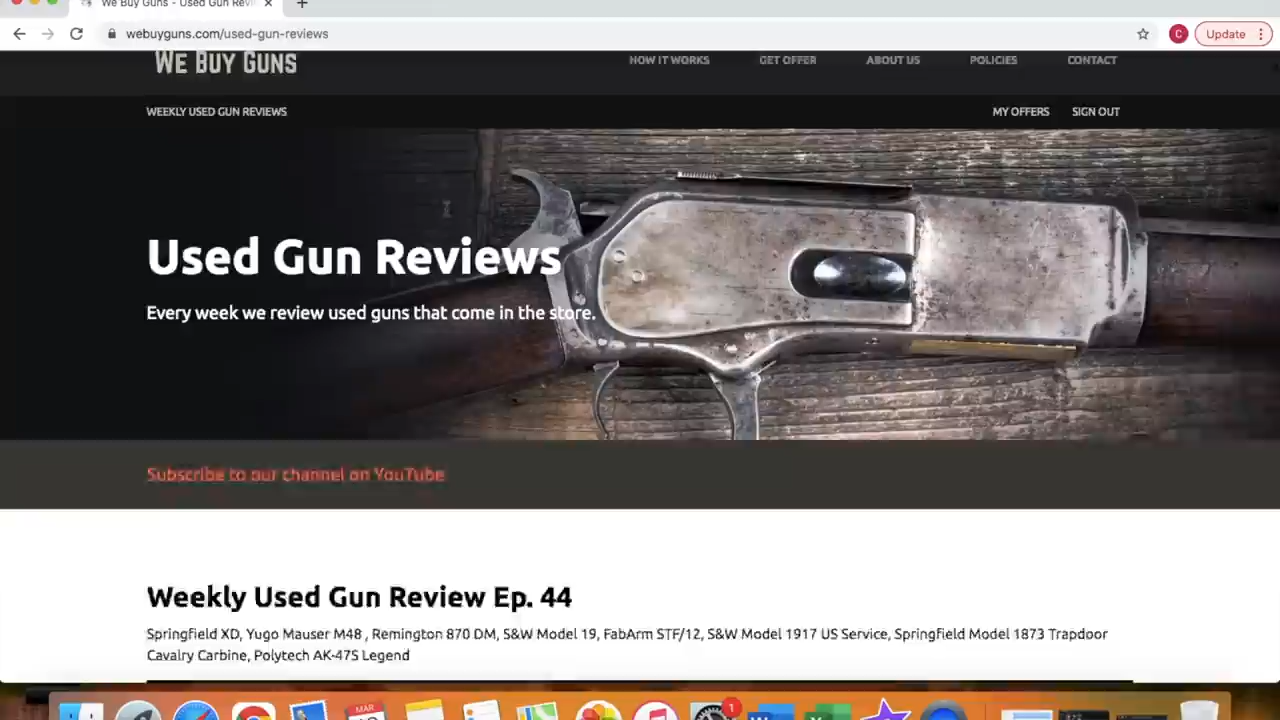 We Buy Guns - Used Gun Revi
webuyguns.com/used-gun-reviews
C
Update
WE BUY GUNS
HOW IT WORKS
GET OFFER
ABOUT US
POLICIES
CONTACT
WEEKLY USED GUN REVIEWS
MY OFFERS
SIGN OUT
Used Gun Reviews
Every week we review used guns that come in the store.
Subscribe to our channel on YouTube
Weekly Used Gun Review Ep. 44
Springfield XD, Yugo Mauser M48 , Remington 870 DM, S&W Model 19, FabArm STF/12, S&W Model 1917 US Service, Springfield Model 1873 Trapdoor
Cavalry Carbine, Polytech AK-47S Legend
MAR
1